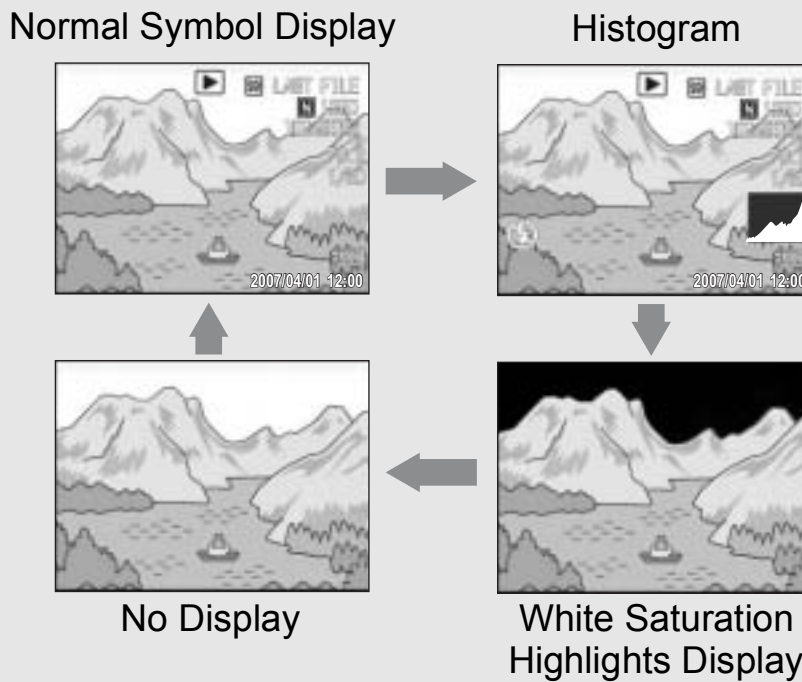 Normal Symbol Display
Histogram
LAST FILE
LAST FILE
2007/04/01 12:00
2007/04/01 12:00
No Display
White Saturation
Highlights Display